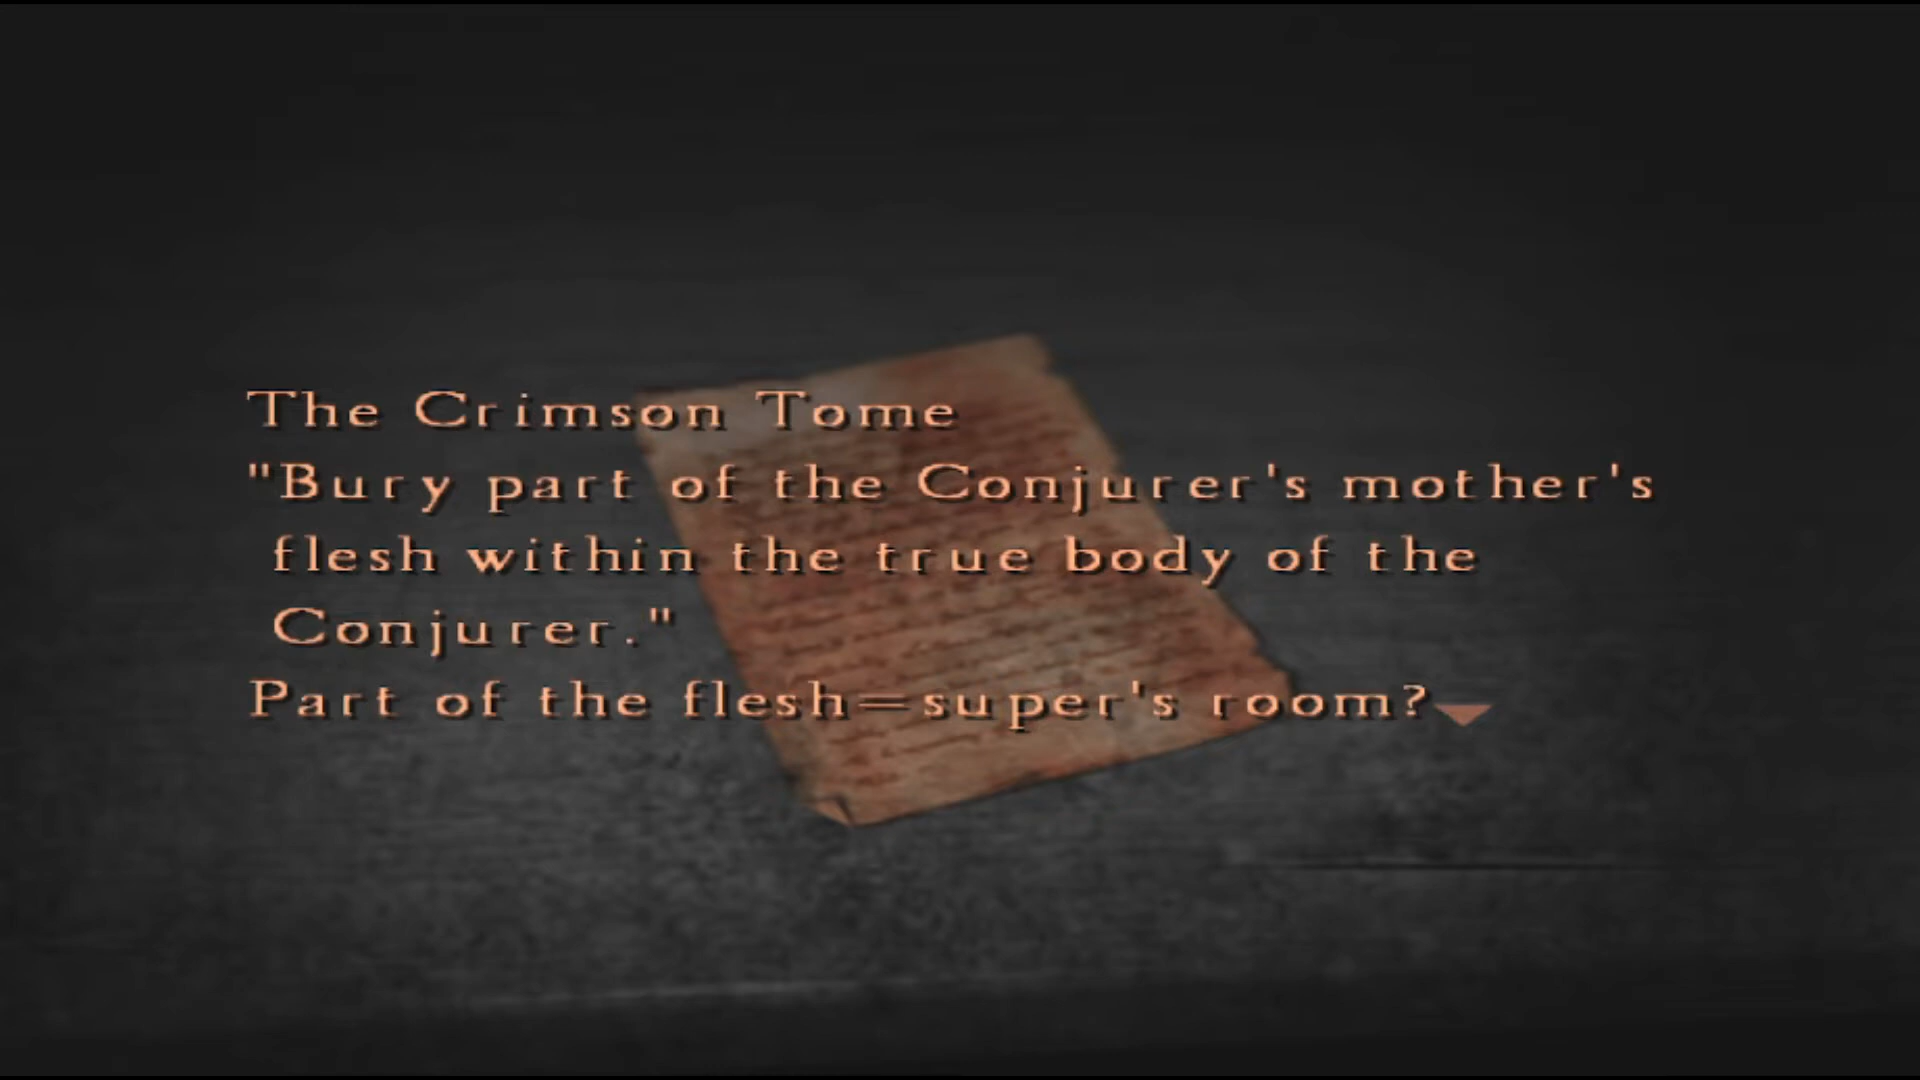 The Crimson Tome
"Bury part of the Conjurer's mother's
flesh within the true body of the
Conjurer."
Part of the flesh=super's room?